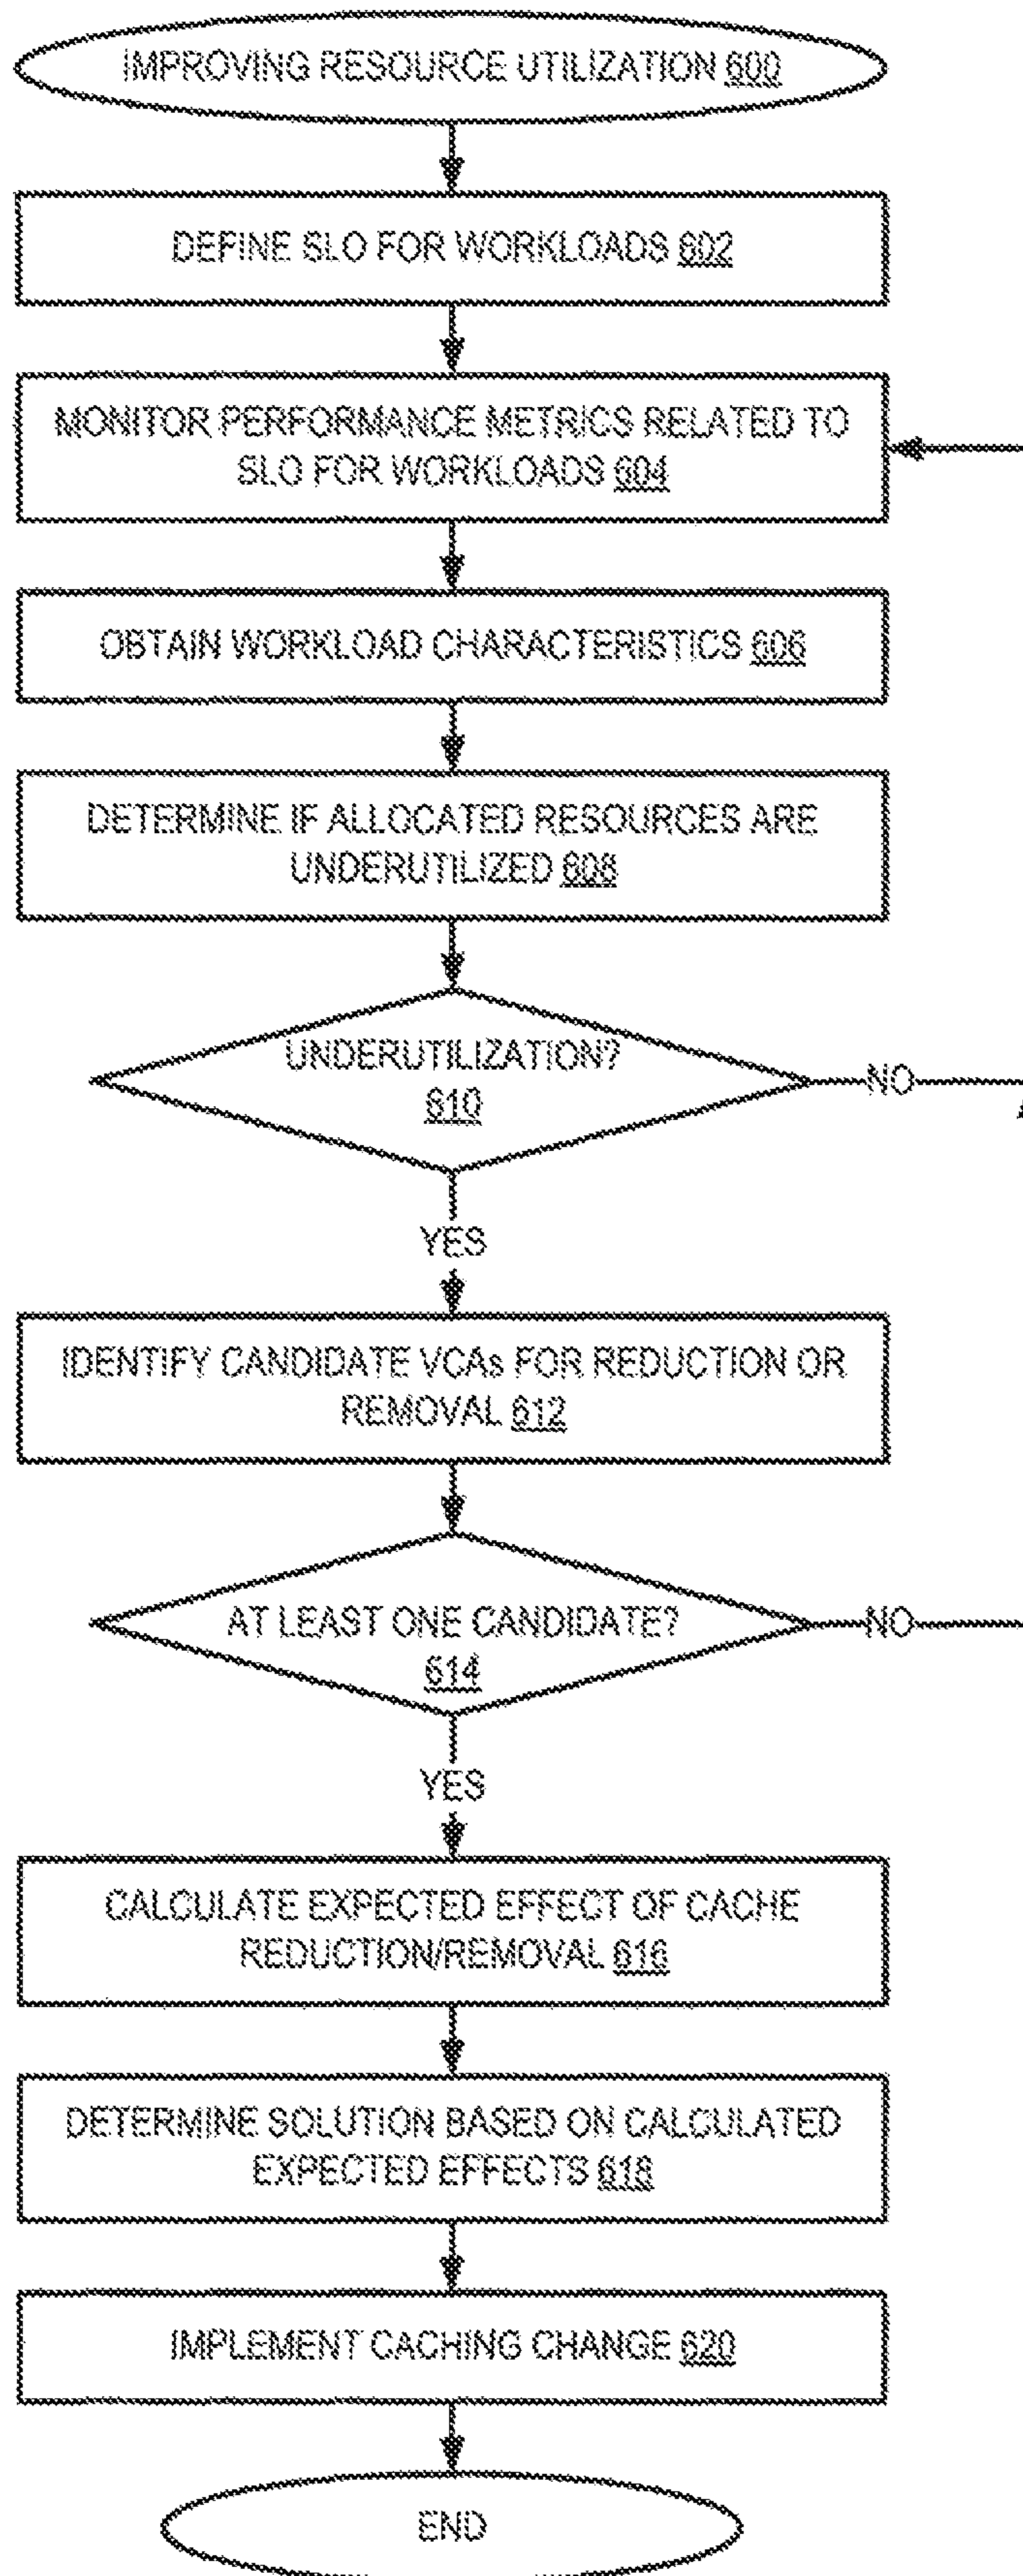 IMPROVING RESOURCE UTILIZATION 600
DEFINE SLO FOR WORKLOADS 602
MONITOR PERFORMANCE METRICS RELATED TO
SLO FOR WORKLOADS 604
OBTAIN WORKLOAD CHARACTERISTICS 606
DETERMINE IF ALLOCATED RESOURCES ARE
UNDERUTILIZED 608
UNDERUTILIZATION?
610
NO
YES
IDENTIFY CANDIDATE VCAs FOR REDUCTION OR
REMOVAL 612
AT LEAST ONE CANDIDATE?
614
NO
YES
CALCULATE EXPECTED EFFECT OF CACHE
REDUCTION/REMOVAL 616
DETERMINE SOLUTION BASED ON CALCULATED
EXPECTED EFFECTS 618
IMPLEMENT CACHING CHANGE 620
END